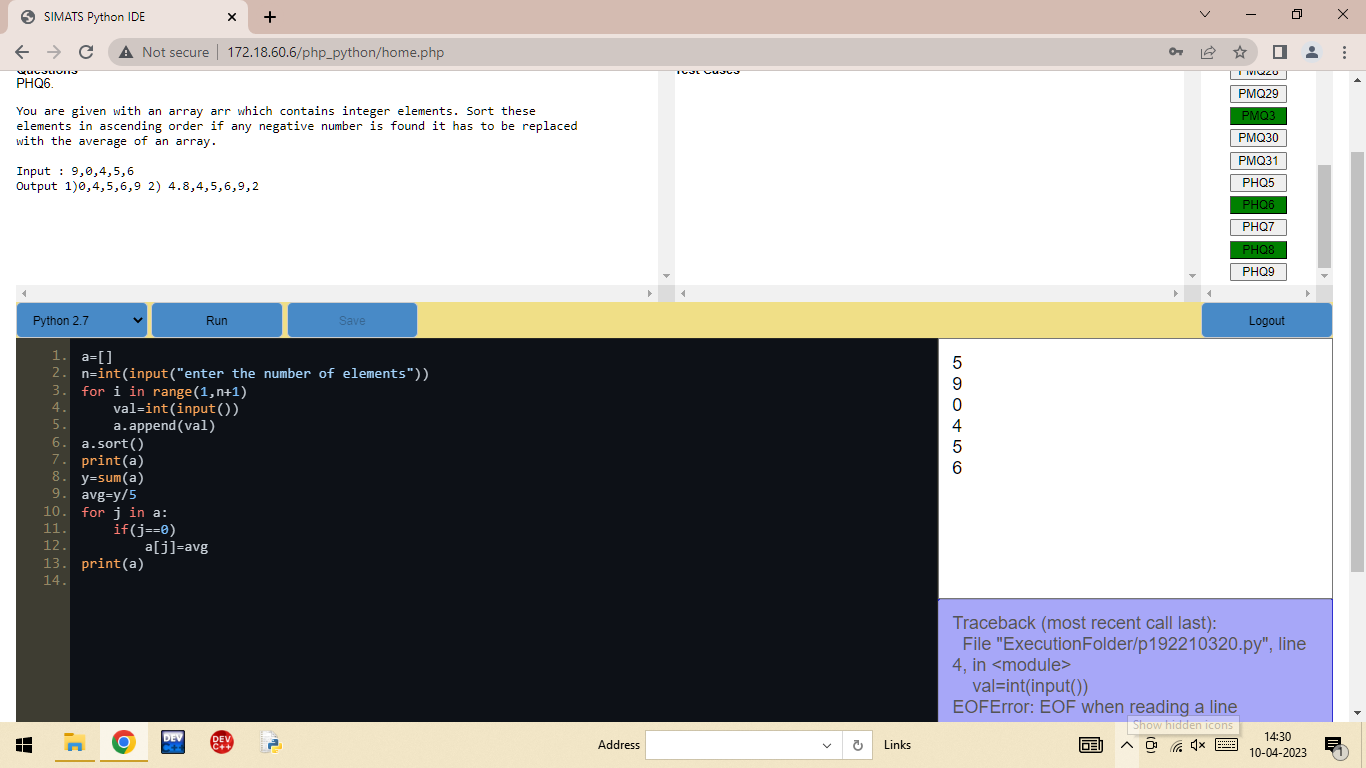 SIMATS Python IDE
Not secure | 172.18.60.6/php_python/home.php
Questions
PHQ6.
You are given with an array arr which contains integer elements. Sort these
elements in ascending order if any negative number is found it has to be replaced
with the average of an array.
Input : 9,0,4,5,6
Output 1)0,4,5,6,9 2) 4.8,4,5,6,9,2
Test Cases
PMQ28
PMQ29
PMQ3
PMQ30
PMQ31
PHQ5
PHQ6
PHQ7
PHQ8
PHQ9
Python 2.7
Run
Save
Logout
1. a=[]
2. n=int(input("enter the number of elements"))
3. for i in range(1,n+1)
4.     val=int(input())
5.     a.append(val)
6. a.sort()
7. print(a)
8. y=sum(a)
9. avg=y/5
10. for j in a:
11.     if(j==0)
12.         a[j]=avg
13. print(a)
14.
5
9
0
4
5
6
Traceback (most recent call last):
File "ExecutionFolder/p192210320.py", line
4, in <module>
val=int(input())
EOFError: EOF when reading a line
Show hidden icons
DEV C++
DEV C++
Address
Links
14:30
10-04-2023
1